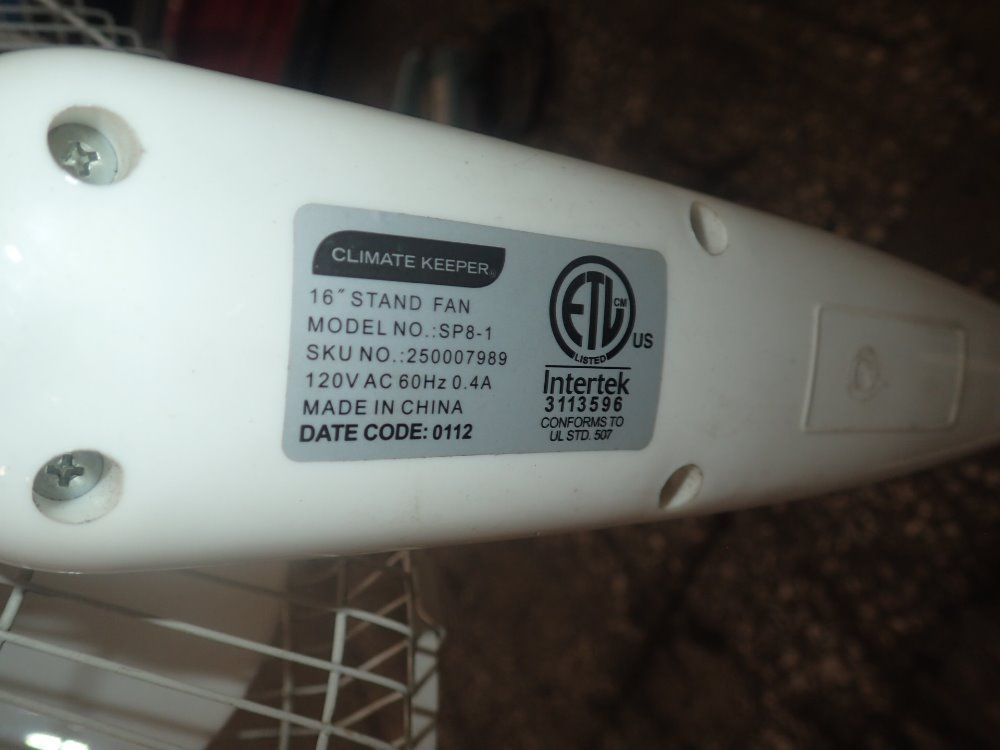 CLIMATE KEEPER
16" STAND FAN
MODEL NO.:SP8-1
SKU NO.:250007989
120V AC 60Hz 0.4A
MADE IN CHINA
DATE CODE: 0112
ETL CM
LISTED
US
Intertek
3113596
CONFORMS TO
UL STD. 507